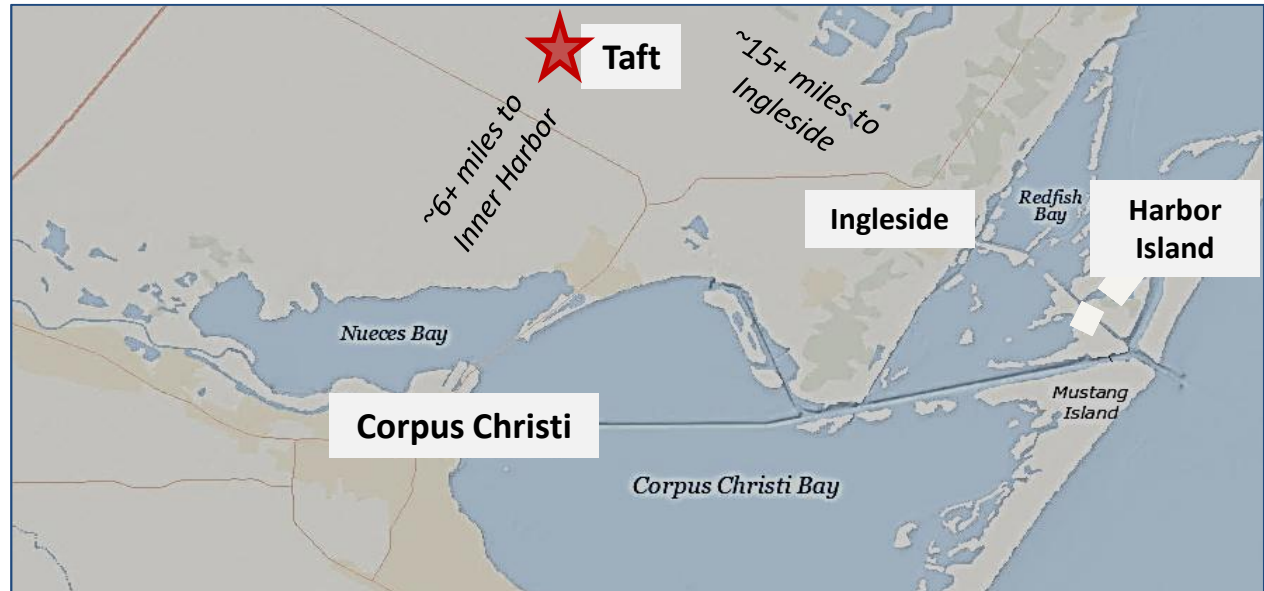 Taft
~6+ miles to
Inner Harbor
~15+ miles to
Ingleside
Ingleside
Redfish
Bay
Harbor
Island
Nueces Bay
Corpus Christi
Mustang
Island
Corpus Christi Bay